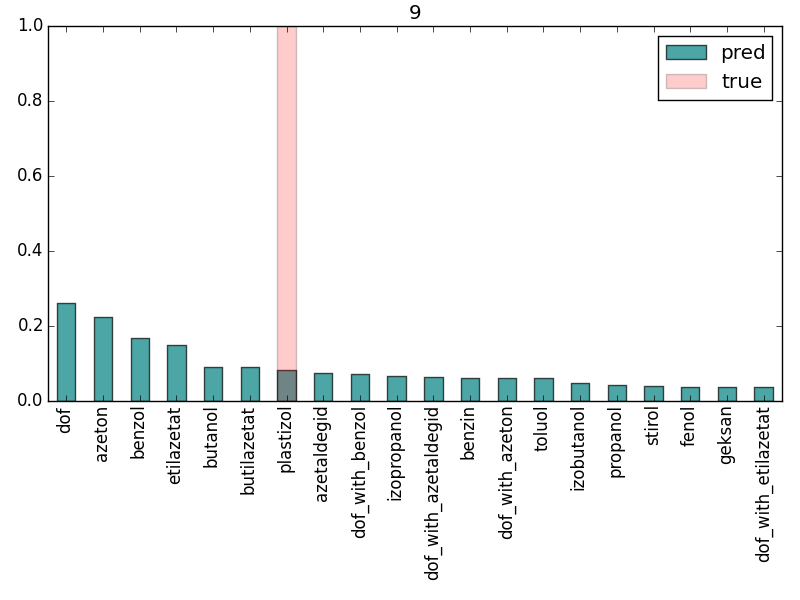 9
1.0
0.8
0.6
0.4
0.2
0.0
pred
true
dof
azeton
benzol
etilazetat
butanol
butilazetat
plastizol
azetaldegid
dof_with_benzol
izopropanol
dof_with_azetaldegid
benzin
dof_with_azeton
toluol
izobutanol
propanol
stirol
fenol
geksan
dof_with_etilazetat